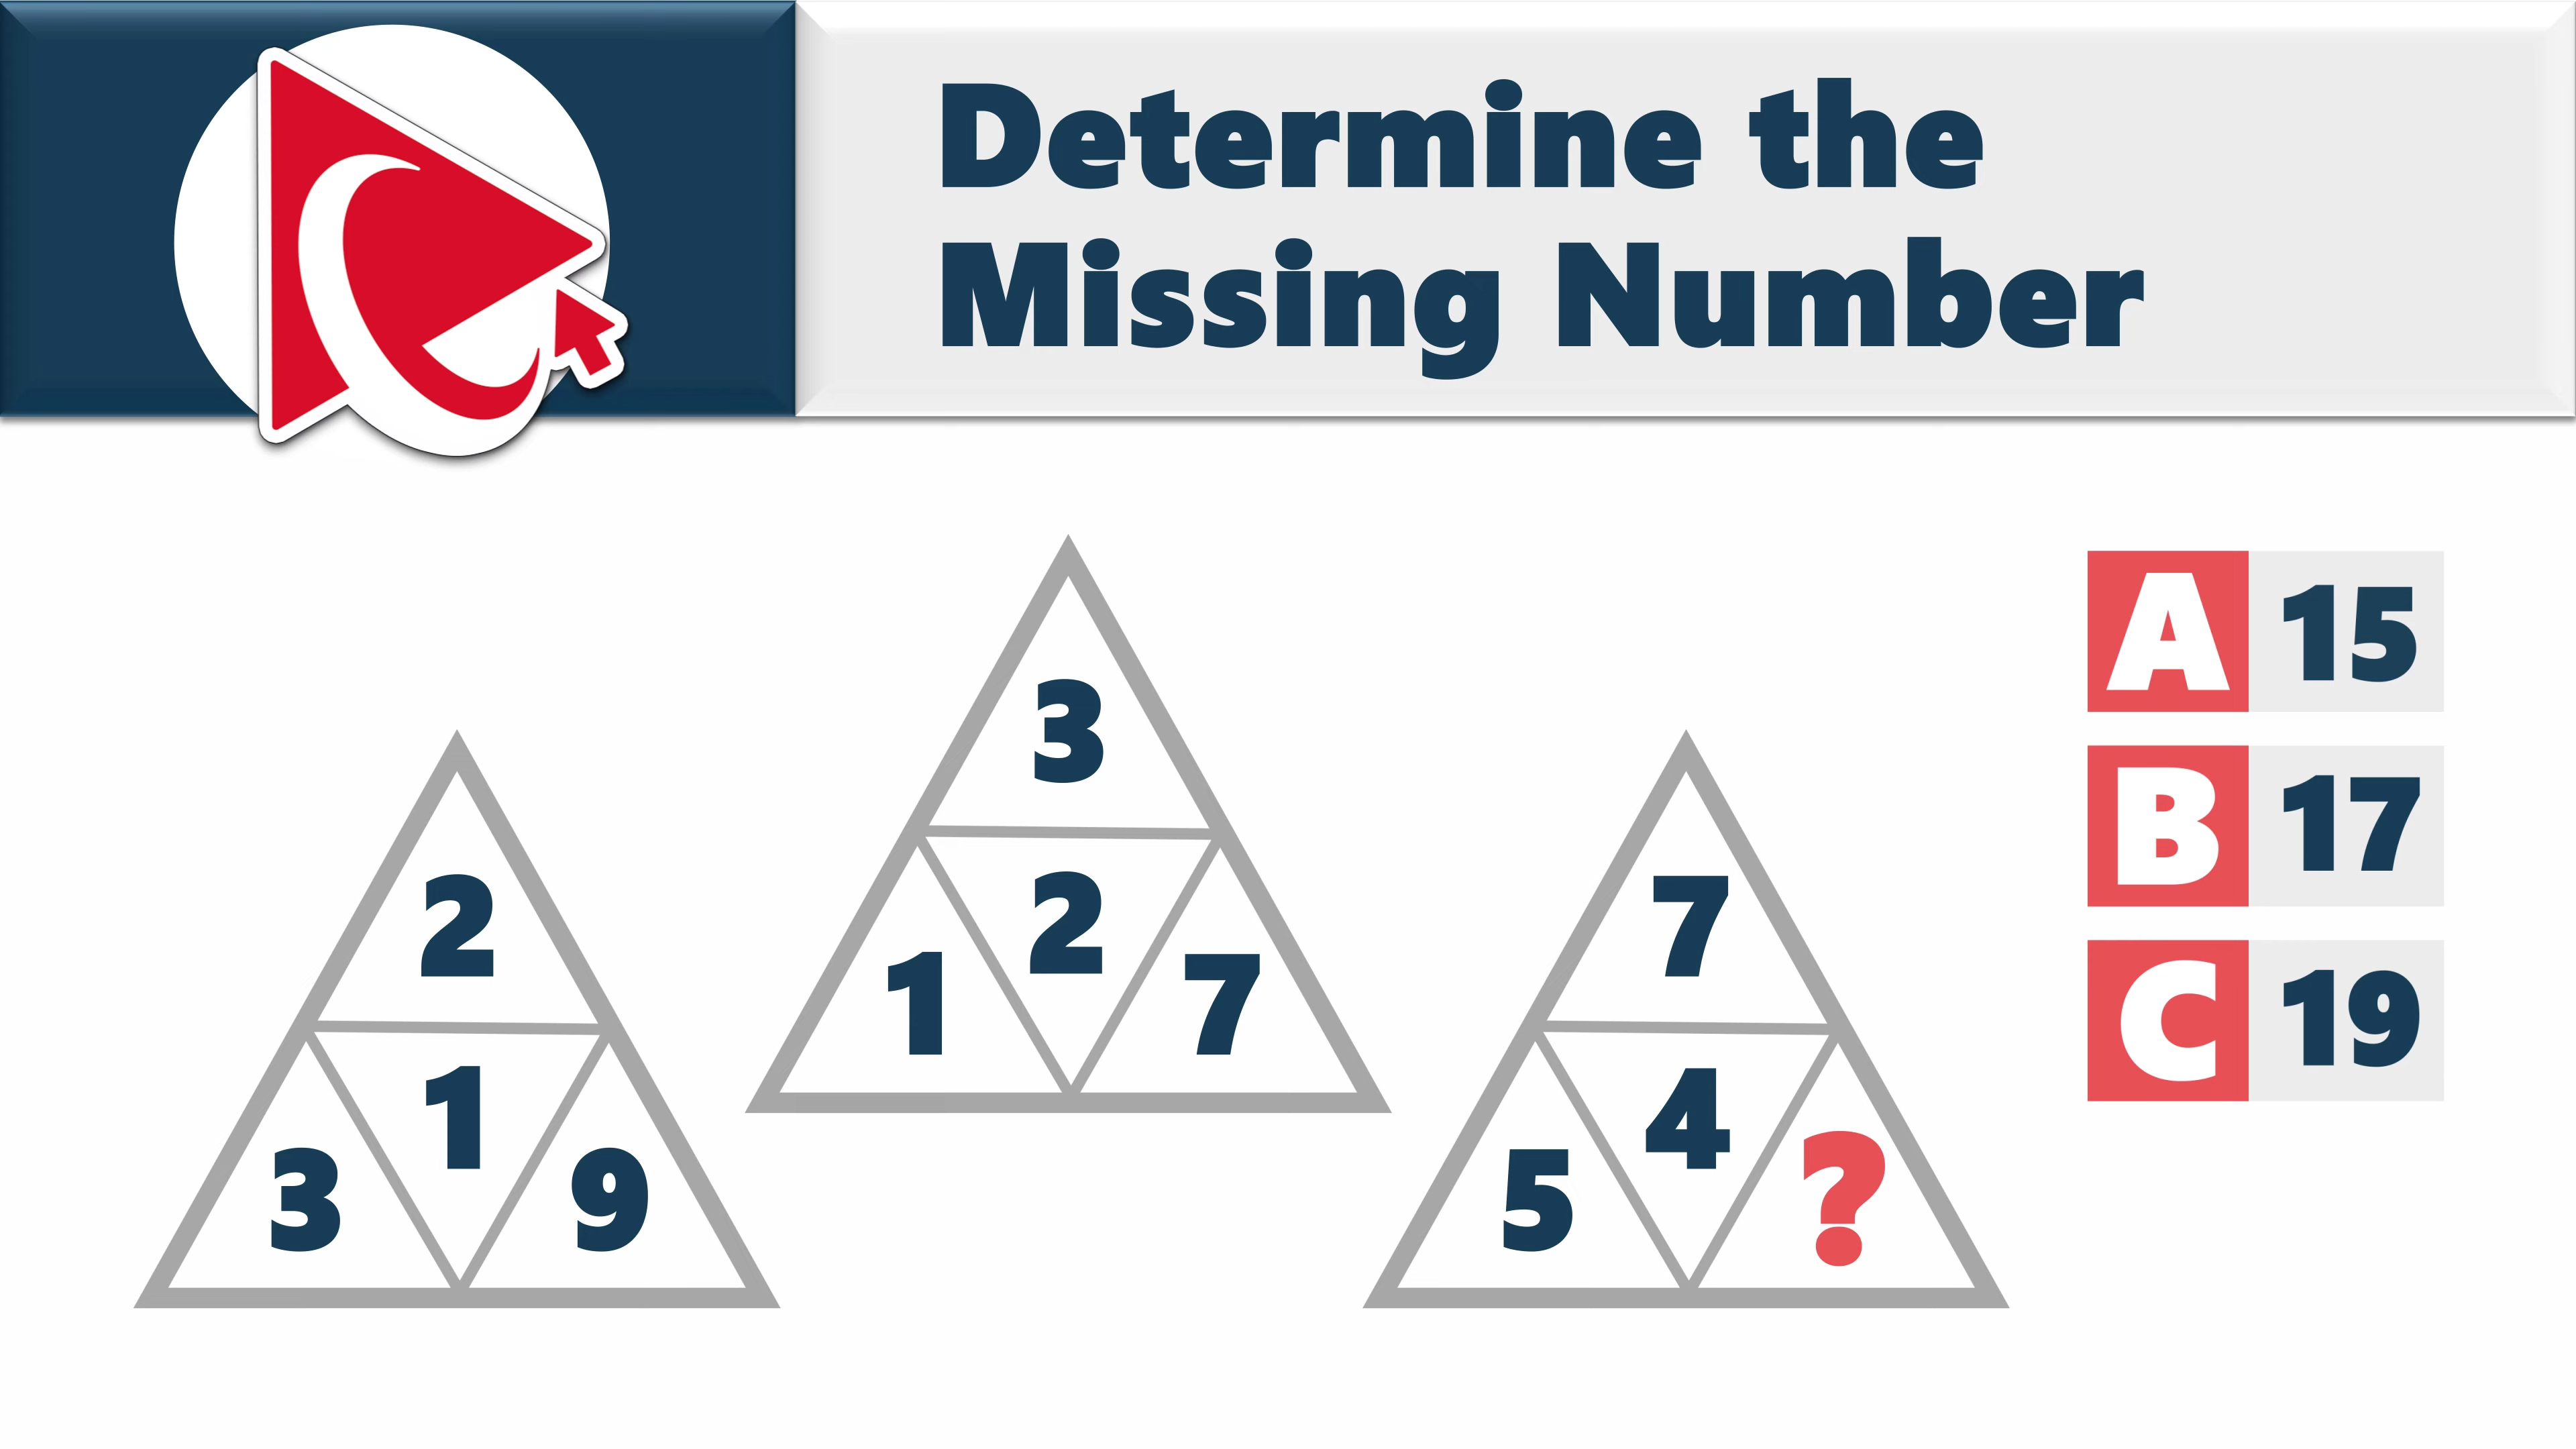 Determine the
Missing Number
2
3 1 9
3
1 2 7
7
5 4 ?
A 15
B 17
C 19